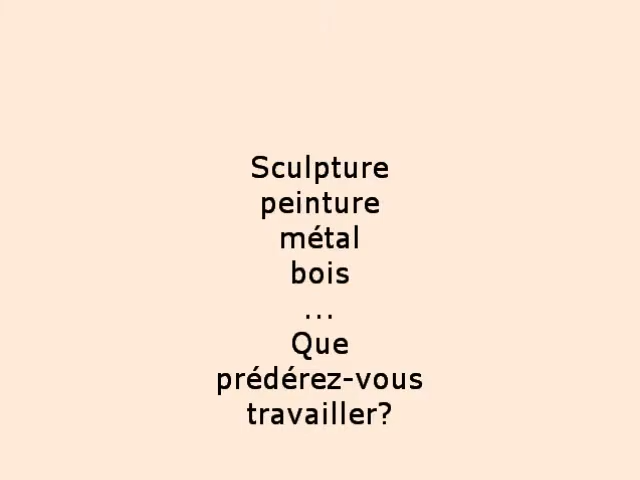 Sculpture
peinture
métal
bois
...
Que
prédérez-vous
travailler?